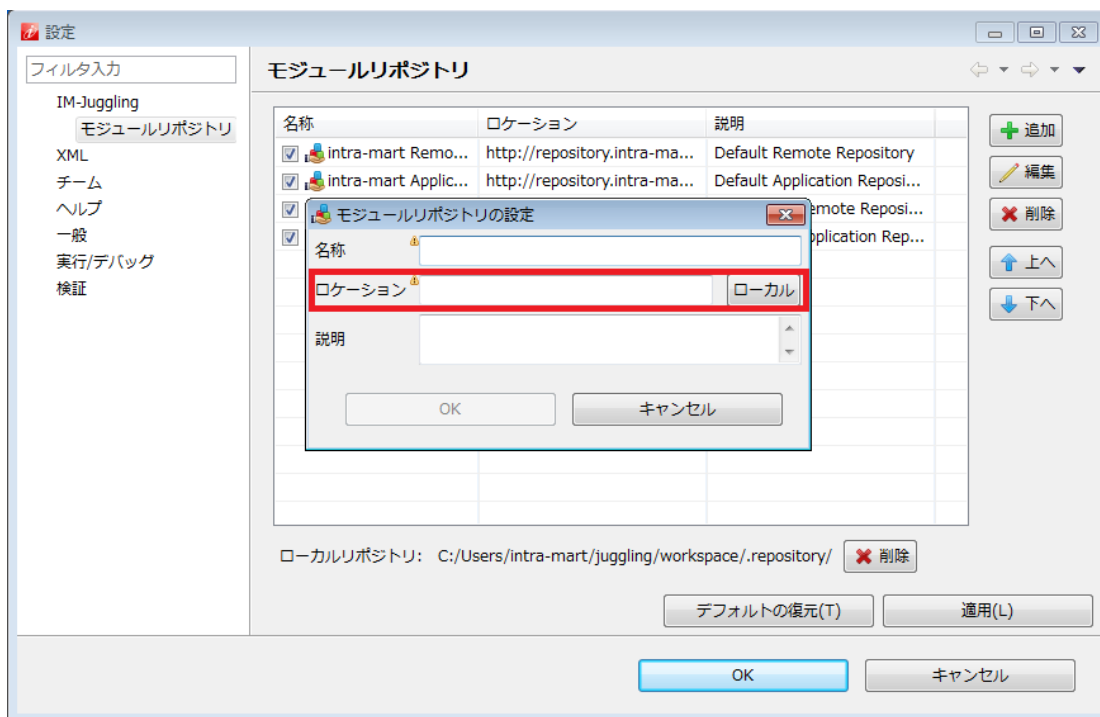 設定
フィルタ入力
IM-Juggling
モジュールリポジトリ
XML
チーム
ヘルプ
一般
実行/デバッグ
検証
モジュールリポジトリ
名称 ロケーション 説明
intra-mart Remo... http://repository.intra-ma... Default Remote Repository
intra-mart Applic... http://repository.intra-ma... Default Application Reposi...
emote Reposi...
plication Rep...
追加
編集
削除
上へ
下へ
モジュールリポジトリの設定
名称
ロケーション ローカル
説明
OK キャンセル
ローカルリポジトリ: C:/Users/intra-mart/juggling/workspace/.repository/ 削除
デフォルトの復元(T) 適用(L)
OK キャンセル